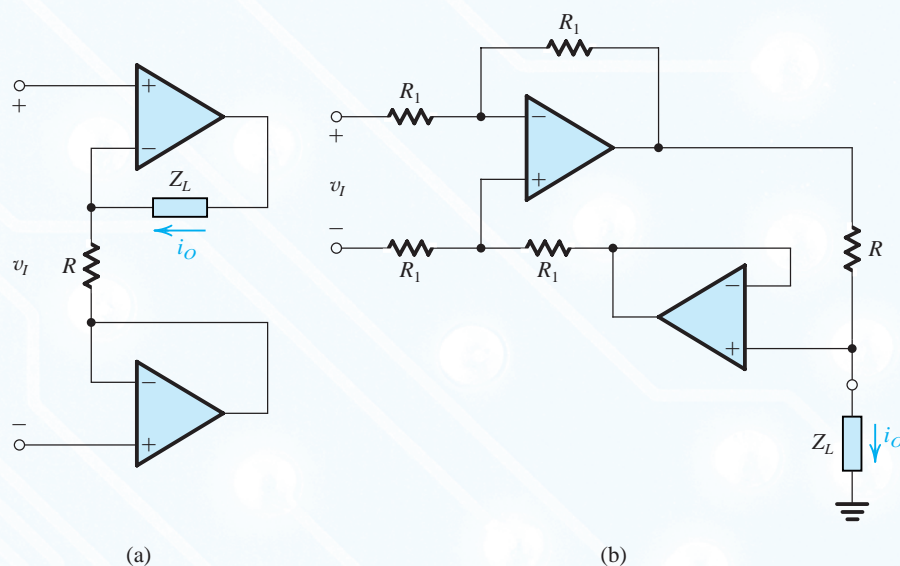 +
+
−
Z_L
i_O
v_I
R
−
+
−
(a)
R_1
R_1
+
−
+
v_I
−
R_1
R_1
R
−
+
Z_L
i_O
(b)